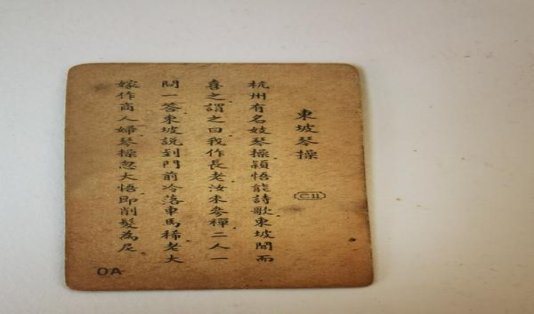 東坡琴操
C11
杭州有名妓琴操頴悟能詩歌東坡聞而
喜之謂之曰我作長老汝來參禪二人一
問一答東坡說到門前冷落車馬稀老大
嫁作商人婦琴操忽大悟即削髮為尼
OA